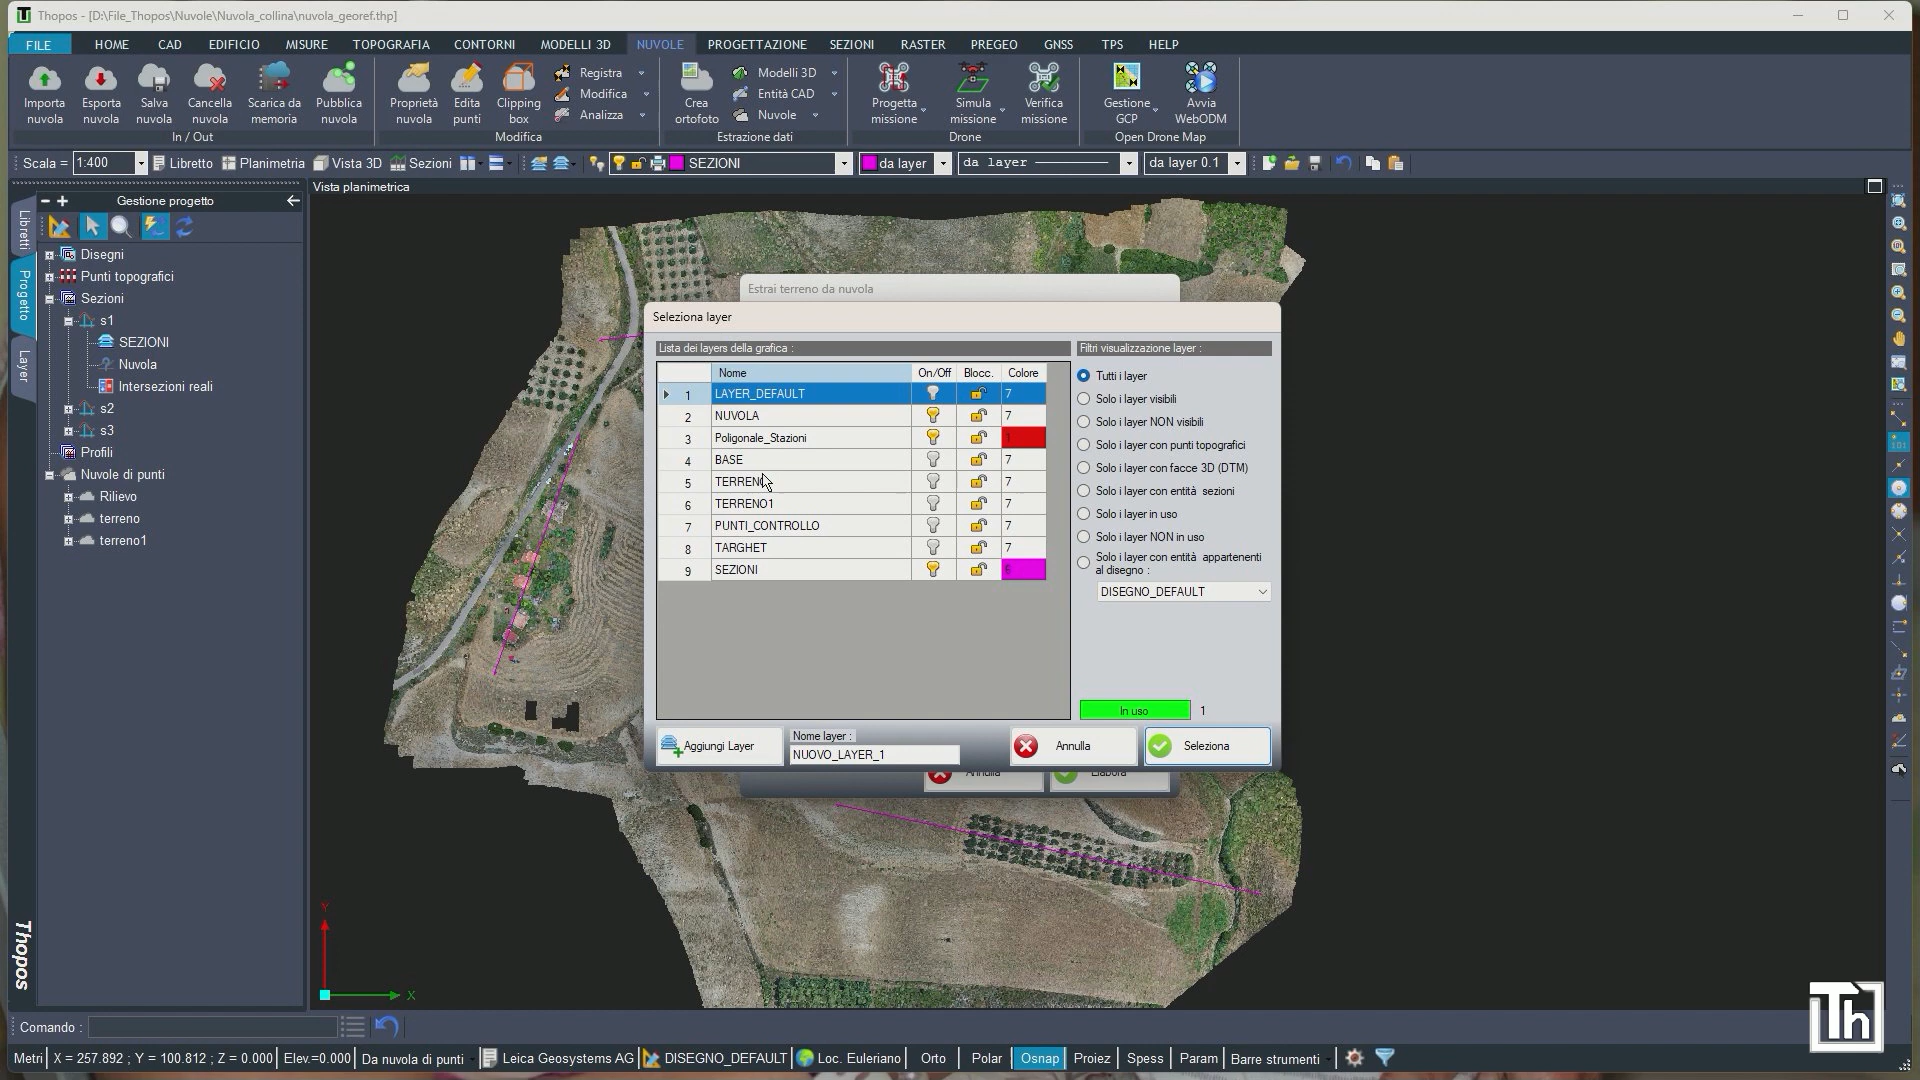 Thopos - [D:\File_Thopos\Nuvole\Nuvola_collina\nuvola_georef.thp]
FILE HOME CAD EDIFICIO MISURE TOPOGRAFIA CONTORNI MODELLI 3D NUVOLE PROGETTAZIONE SEZIONI RASTER PREGEO GNSS TPS HELP
Importa nuvola
Esporta nuvola
Salva nuvola
Cancella nuvola
Scarica da memoria
Pubblica nuvola
In / Out
Proprietà nuvola
Edita punti
Clipping box
Registra
Modifica
Analizza
Modifica
Crea ortofoto
Modelli 3D
Entità CAD
Nuvole
Estrazione dati
Progetta missione
Simula missione
Verifica missione
Drone
Gestione GCP
Avvia WebODM
Open Drone Map
Scala = 1:400 Libretto Planimetria Vista 3D Sezioni SEZIONI da layer da layer da layer 0.1
Vista planimetrica
Gestione progetto
Libretti
Progetto
Layer
Disegni
Punti topografici
Sezioni
s1
SEZIONI
Nuvola
Intersezioni reali
s2
s3
Profili
Nuvole di punti
Rilievo
terreno
terreno1
Thopos
Estrai terreno da nuvola
Seleziona layer
Lista dei layers della grafica :
Nome On/Off Blocc. Colore
1 LAYER_DEFAULT 7
2 NUVOLA 7
3 Poligonale_Stazioni 1
4 BASE 7
5 TERRENO 7
6 TERRENO1 7
7 PUNTI_CONTROLLO 7
8 TARGHET 7
9 SEZIONI 6
Filtri visualizzazione layer :
Tutti i layer
Solo i layer visibili
Solo i layer NON visibili
Solo i layer con punti topografici
Solo i layer con facce 3D (DTM)
Solo i layer con entità sezioni
Solo i layer in uso
Solo i layer NON in uso
Solo i layer con entità appartenenti
al disegno :
DISEGNO_DEFAULT
In uso 1
Aggiungi Layer
Nome layer :
NUOVO_LAYER_1
Annulla
Seleziona
Annulla
Elabora
Y
X
Th
Comando :
Metri X = 257.892 ; Y = 100.812 ; Z = 0.000 Elev.=0.000 Da nuvola di punti Leica Geosystems AG DISEGNO_DEFAULT Loc. Euleriano Orto Polar Osnap Proiez Spess Param Barre strumenti